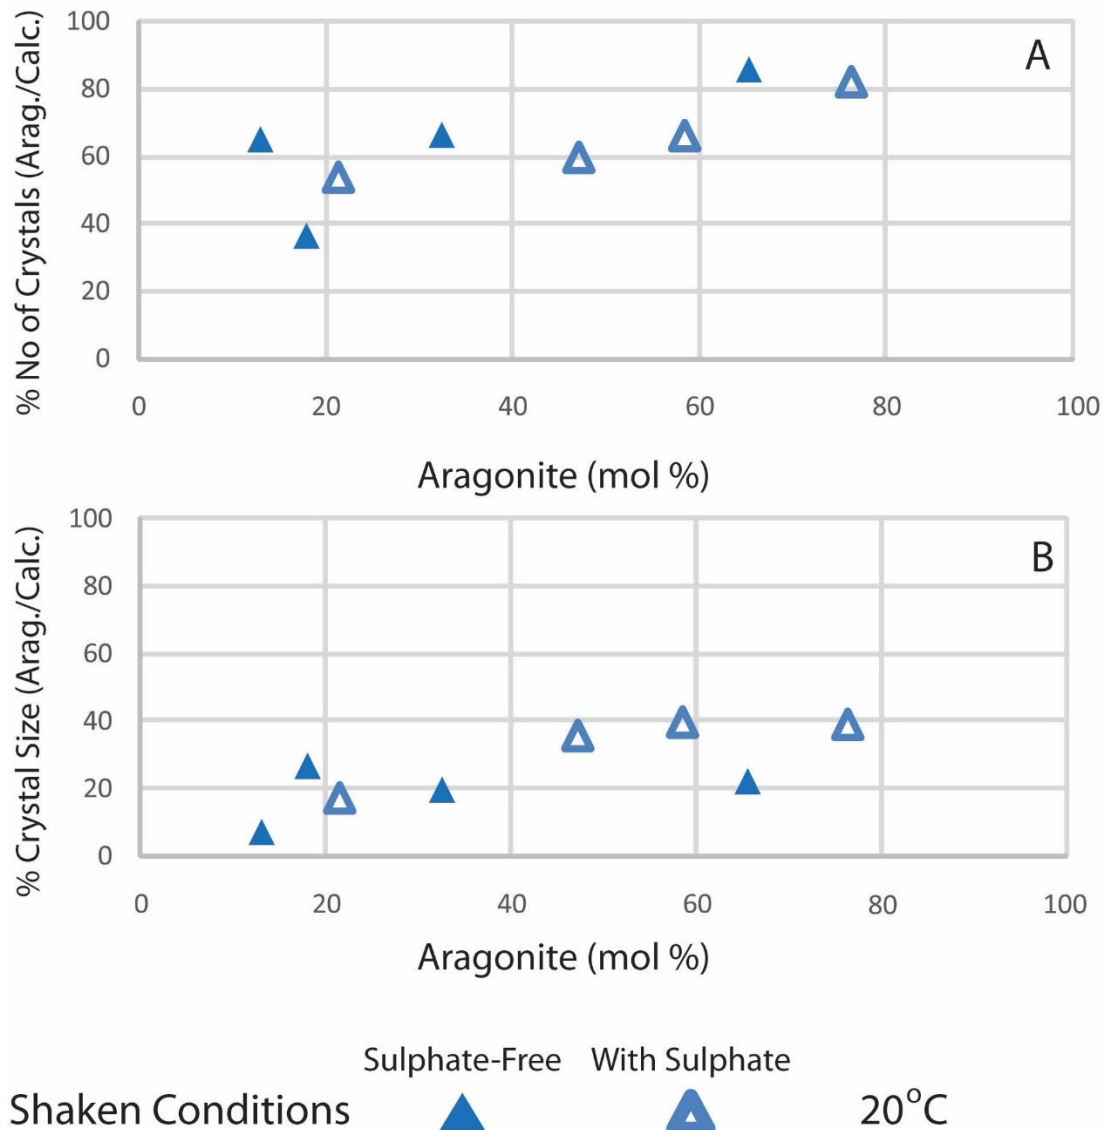 A
% No of Crystals (Arag./Calc.)
100
80
60
40
20
0
0 20 40 60 80 100
Aragonite (mol %)
B
% Crystal Size (Arag./Calc.)
100
80
60
40
20
0
0 20 40 60 80 100
Aragonite (mol %)
Sulphate-Free With Sulphate
Shaken Conditions 20°C